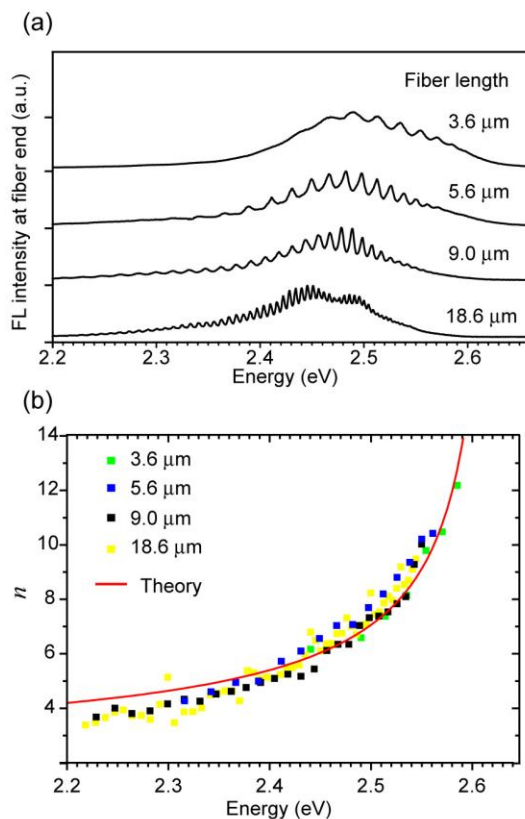 (a)
FL intensity at fiber end (a.u.)
Fiber length
3.6 μm
5.6 μm
9.0 μm
18.6 μm
2.2 2.3 2.4 2.5 2.6
Energy (eV)
(b)
14
12
10
8
6
4
n
3.6 μm
5.6 μm
9.0 μm
18.6 μm
Theory
2.2 2.3 2.4 2.5 2.6
Energy (eV)